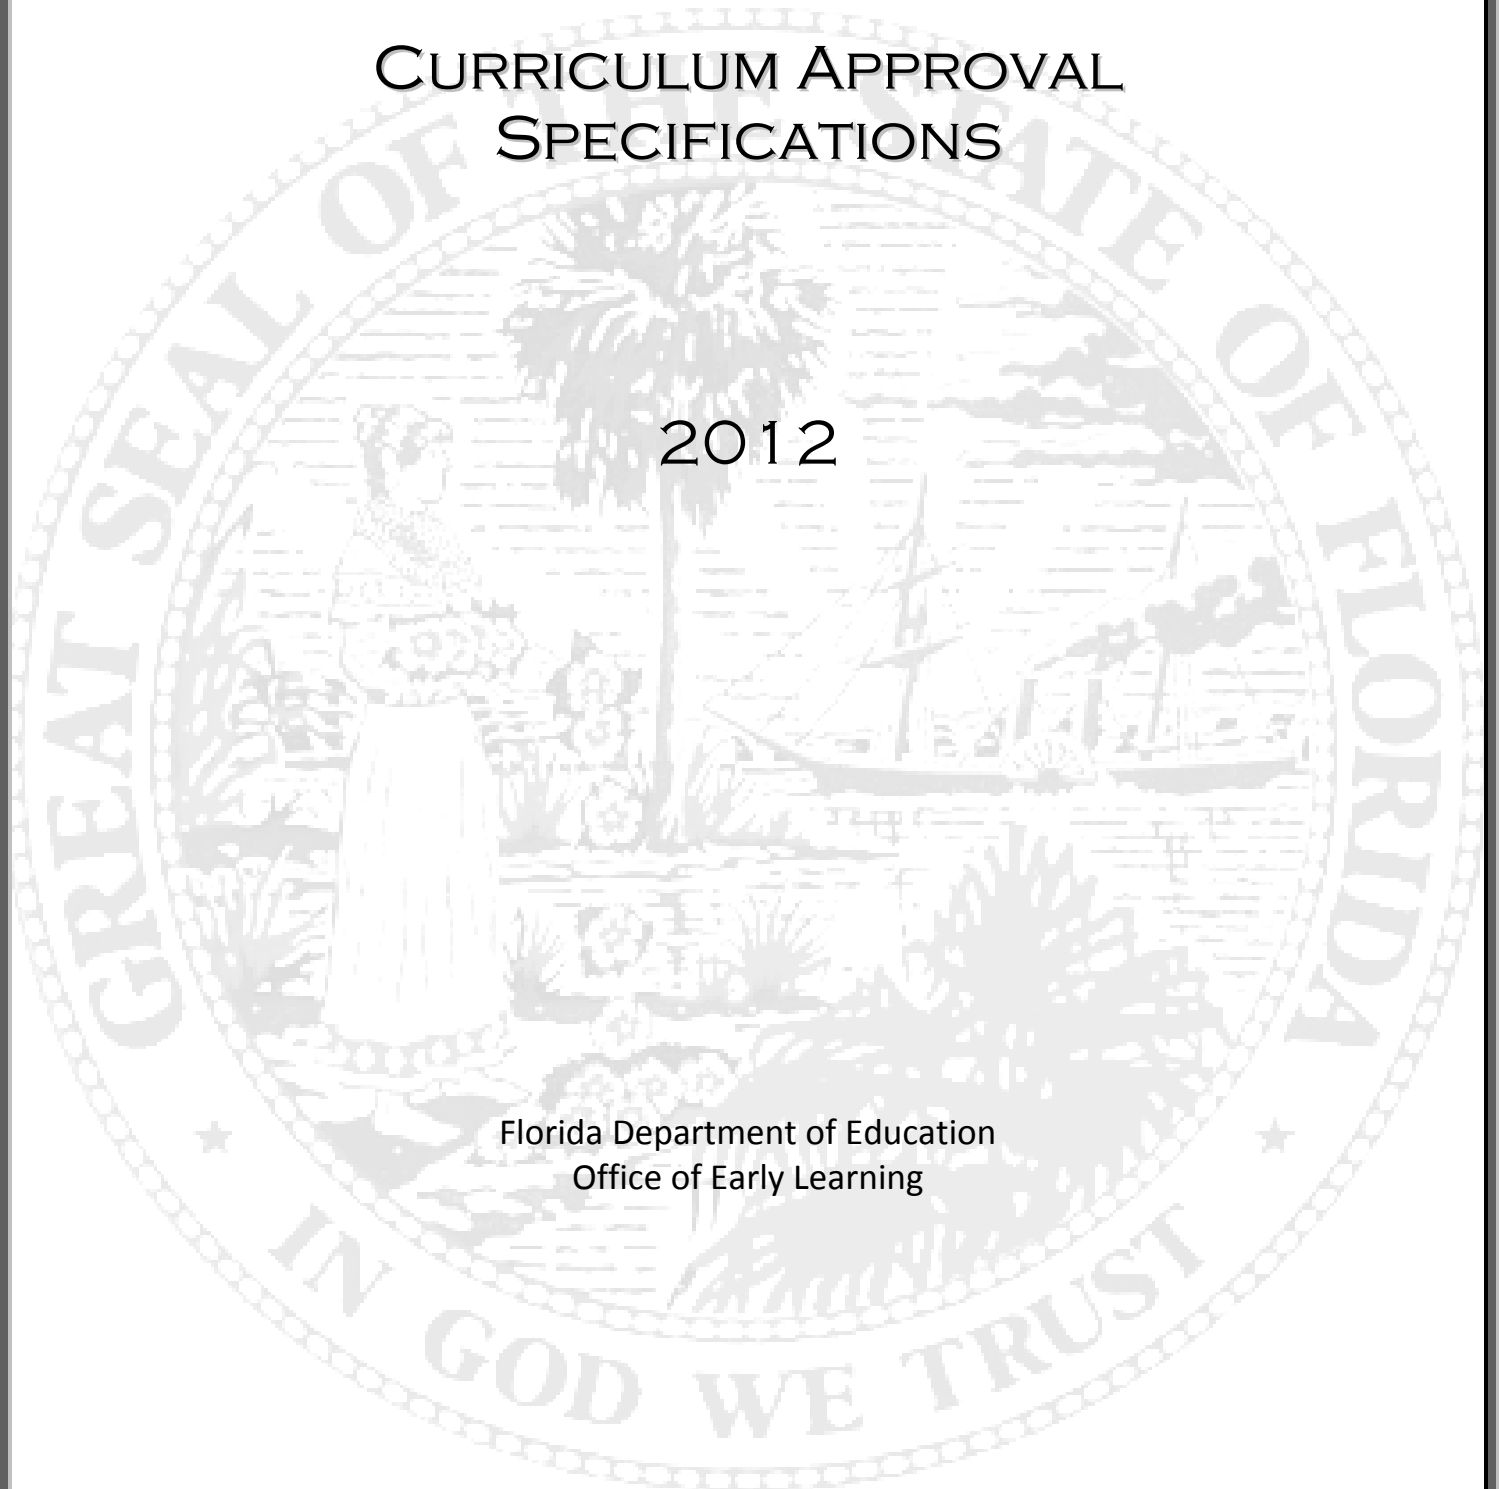 CURRICULUM APPROVAL
SPECIFICATIONS
GREAT SEAL OF THE STATE OF FLORIDA
2012
Florida Department of Education
Office of Early Learning
IN GOD WE TRUST